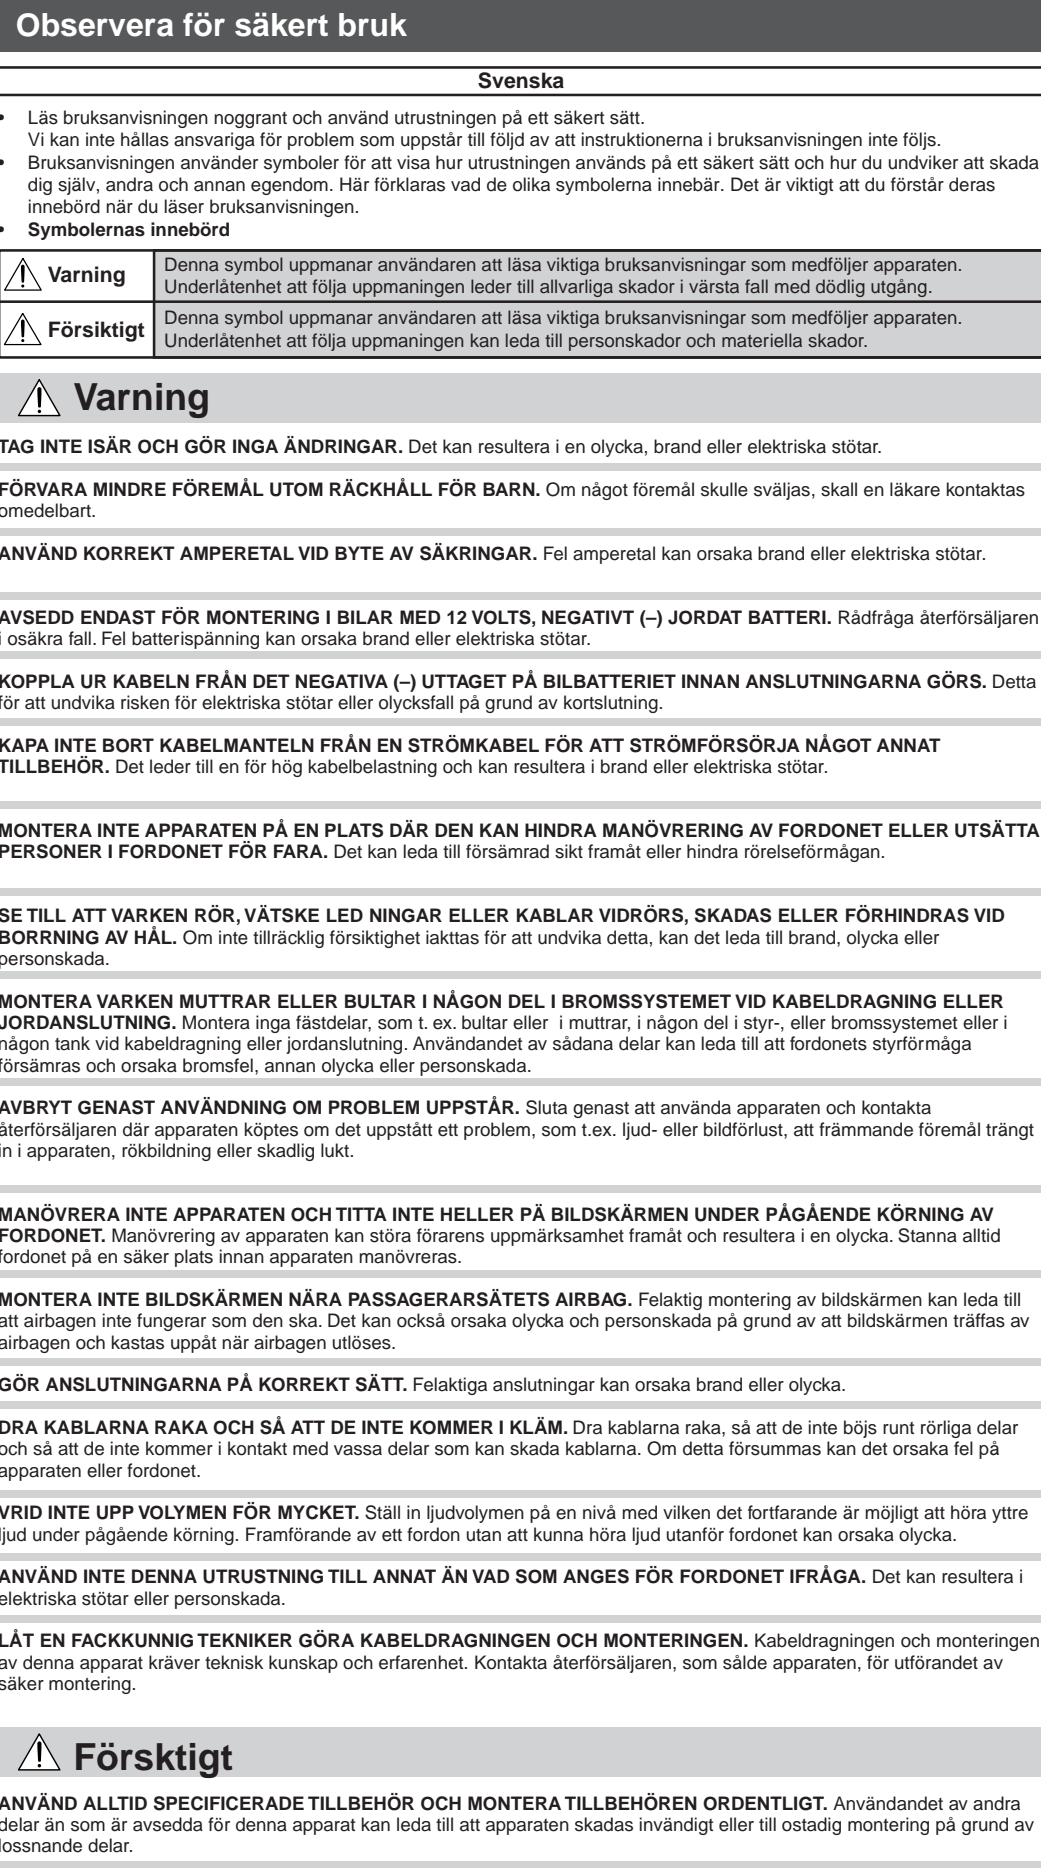 Observera för säkert bruk
Svenska
• Läs bruksanvisningen noggrant och använd utrustningen på ett säkert sätt.
Vi kan inte hållas ansvariga för problem som uppstår till följd av att instruktionerna i bruksanvisningen inte följs.
• Bruksanvisningen använder symboler för att visa hur utrustningen används på ett säkert sätt och hur du undviker att skada
dig själv, andra och annan egendom. Här förklaras vad de olika symbolerna innebär. Det är viktigt att du förstår deras
innebörd när du läser bruksanvisningen.
• Symbolernas innebörd
Varning
Denna symbol uppmanar användaren att läsa viktiga bruksanvisningar som medföljer apparaten.
Underlåtenhet att följa uppmaningen leder till allvarliga skador i värsta fall med dödlig utgång.
Försiktigt
Denna symbol uppmanar användaren att läsa viktiga bruksanvisningar som medföljer apparaten.
Underlåtenhet att följa uppmaningen kan leda till personskador och materiella skador.
Varning
TAG INTE ISÄR OCH GÖR INGA ÄNDRINGAR. Det kan resultera i en olycka, brand eller elektriska stötar.
FÖRVARA MINDRE FÖREMÅL UTOM RÄCKHÅLL FÖR BARN. Om något föremål skulle sväljas, skall en läkare kontaktas
omedelbart.
ANVÄND KORREKT AMPERETAL VID BYTE AV SÄKRINGAR. Fel amperetal kan orsaka brand eller elektriska stötar.
AVSEDD ENDAST FÖR MONTERING I BILAR MED 12 VOLTS, NEGATIVT (–) JORDAT BATTERI. Rådfråga återförsäljaren
i osäkra fall. Fel batterispänning kan orsaka brand eller elektriska stötar.
KOPPLA UR KABELN FRÅN DET NEGATIVA (–) UTTAGET PÅ BILBATTERIET INNAN ANSLUTNINGARNA GÖRS. Detta
för att undvika risken för elektriska stötar eller olycksfall på grund av kortslutning.
KAPA INTE BORT KABELMANTELN FRÅN EN STRÖMKABEL FÖR ATT STRÖMFÖRSÖRJA NÅGOT ANNAT
TILLBEHÖR. Det leder till en för hög kabelbelastning och kan resultera i brand eller elektriska stötar.
MONTERA INTE APPARATEN PÅ EN PLATS DÄR DEN KAN HINDRA MANÖVRERING AV FORDONET ELLER UTSÄTTA
PERSONER I FORDONET FÖR FARA. Det kan leda till försämrad sikt framåt eller hindra rörelseförmågan.
SE TILL ATT VARKEN RÖR, VÄTSKE LED NINGAR ELLER KABLAR VIDRÖRS, SKADAS ELLER FÖRHINDRAS VID
BORRNING AV HÅL. Om inte tillräcklig försiktighet iakttas för att undvika detta, kan det leda till brand, olycka eller
personskada.
MONTERA VARKEN MUTTRAR ELLER BULTAR I NÅGON DEL I BROMSSYSTEMET VID KABELDRAGNING ELLER
JORDANSLUTNING. Montera inga fästdelar, som t. ex. bultar eller  i muttrar, i någon del i styr-, eller bromssystemet eller i
någon tank vid kabeldragning eller jordanslutning. Användandet av sådana delar kan leda till att fordonets styrförmåga
försämras och orsaka bromsfel, annan olycka eller personskada.
AVBRYT GENAST ANVÄNDNING OM PROBLEM UPPSTÅR. Sluta genast att använda apparaten och kontakta
återförsäljaren där apparaten köptes om det uppstått ett problem, som t.ex. ljud- eller bildförlust, att främmande föremål trängt
in i apparaten, rökbildning eller skadlig lukt.
MANÖVRERA INTE APPARATEN OCH TITTA INTE HELLER PÄ BILDSKÄRMEN UNDER PÅGÅENDE KÖRNING AV
FORDONET. Manövrering av apparaten kan störa förarens uppmärksamhet framåt och resultera i en olycka. Stanna alltid
fordonet på en säker plats innan apparaten manövreras.
MONTERA INTE BILDSKÄRMEN NÄRA PASSAGERARSÄTETS AIRBAG. Felaktig montering av bildskärmen kan leda till
att airbagen inte fungerar som den ska. Det kan också orsaka olycka och personskada på grund av att bildskärmen träffas av
airbagen och kastas uppåt när airbagen utlöses.
GÖR ANSLUTNINGARNA PÅ KORREKT SÄTT. Felaktiga anslutningar kan orsaka brand eller olycka.
DRA KABLARNA RAKA OCH SÅ ATT DE INTE KOMMER I KLÄM. Dra kablarna raka, så att de inte böjs runt rörliga delar
och så att de inte kommer i kontakt med vassa delar som kan skada kablarna. Om detta försummas kan det orsaka fel på
apparaten eller fordonet.
VRID INTE UPP VOLYMEN FÖR MYCKET. Ställ in ljudvolymen på en nivå med vilken det fortfarande är möjligt att höra yttre
ljud under pågående körning. Framförande av ett fordon utan att kunna höra ljud utanför fordonet kan orsaka olycka.
ANVÄND INTE DENNA UTRUSTNING TILL ANNAT ÄN VAD SOM ANGES FÖR FORDONET IFRÅGA. Det kan resultera i
elektriska stötar eller personskada.
LÅT EN FACKKUNNIG TEKNIKER GÖRA KABELDRAGNINGEN OCH MONTERINGEN. Kabeldragningen och monteringen
av denna apparat kräver teknisk kunskap och erfarenhet. Kontakta återförsäljaren, som sålde apparaten, för utförandet av
säker montering.
Försktigt
ANVÄND ALLTID SPECIFICERADE TILLBEHÖR OCH MONTERA TILLBEHÖREN ORDENTLIGT. Användandet av andra
delar än som är avsedda för denna apparat kan leda till att apparaten skadas invändigt eller till ostadig montering på grund av
lossnande delar.